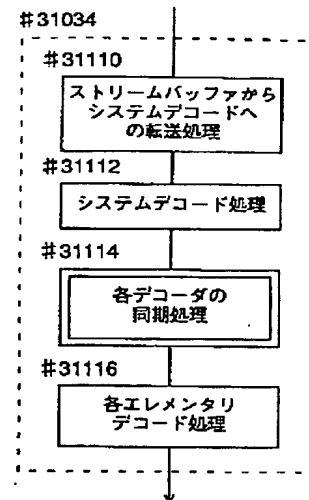 #31034
#31110
ストリームバッファから
システムデコードへ
の転送処理
#31112
システムデコード処理
#31114
各デコーダの
同期処理
#31116
各エレメンタリ
デコード処理